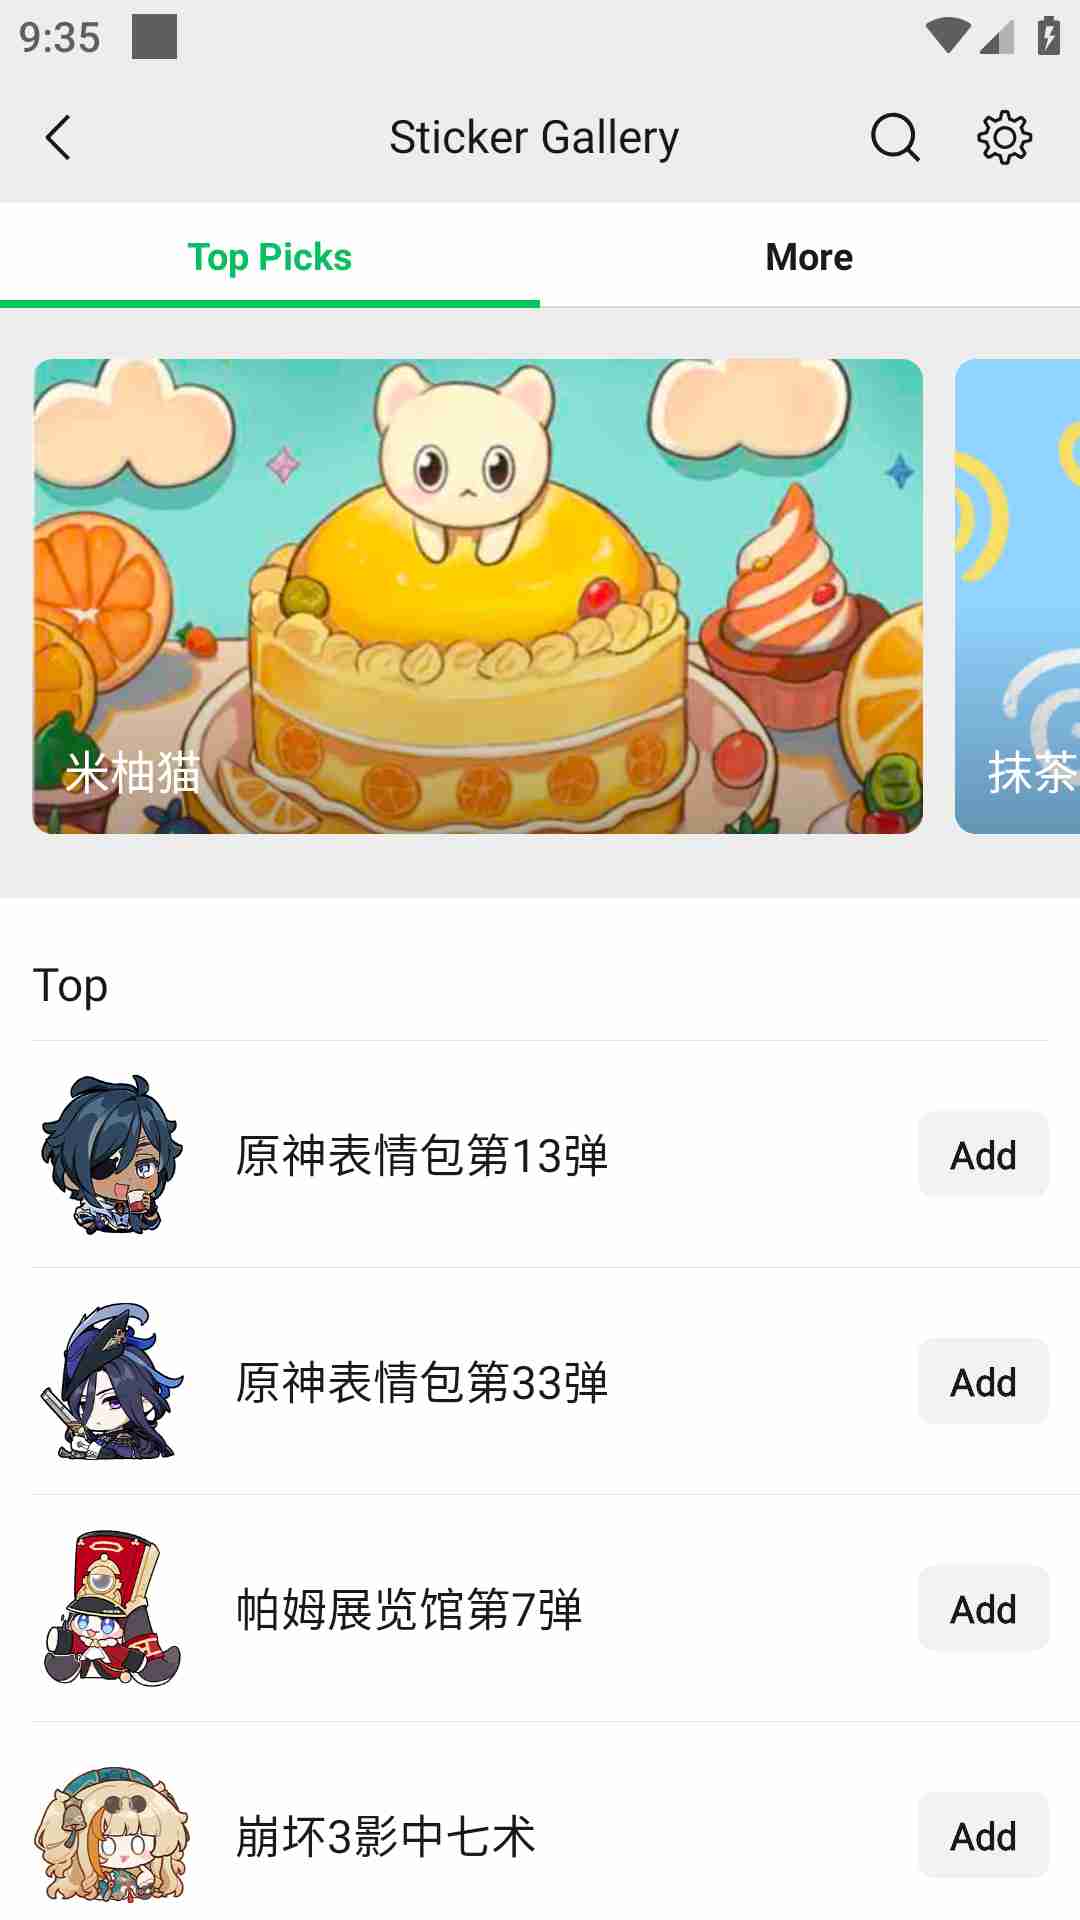 9:35
Sticker Gallery
Top Picks
More
米柚猫
抹茶
Top
原神表情包第13弹
Add
原神表情包第33弹
Add
帕姆展览馆第7弹
Add
崩坏3影中七术
Add